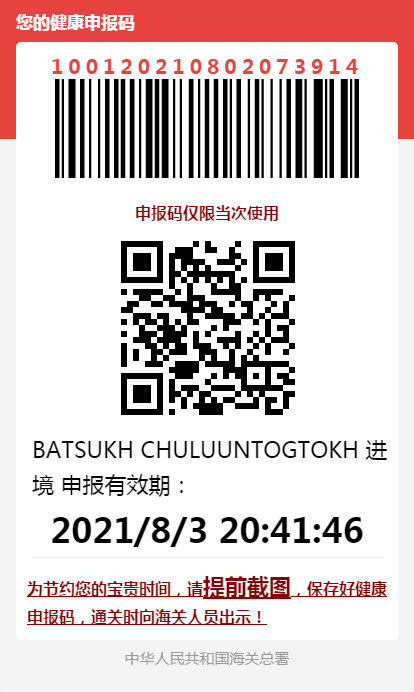 您的健康申报码
10012021080207​3914
申报码仅限当次使用
BATSUKH CHULUUNTOGTOKH 进
境 申报有效期：
2021/8/3 20:41:46
为节约您的宝贵时间，请提前截图，保存好健康
申报码，通关时向海关人员出示！
中华人民共和国海关总署